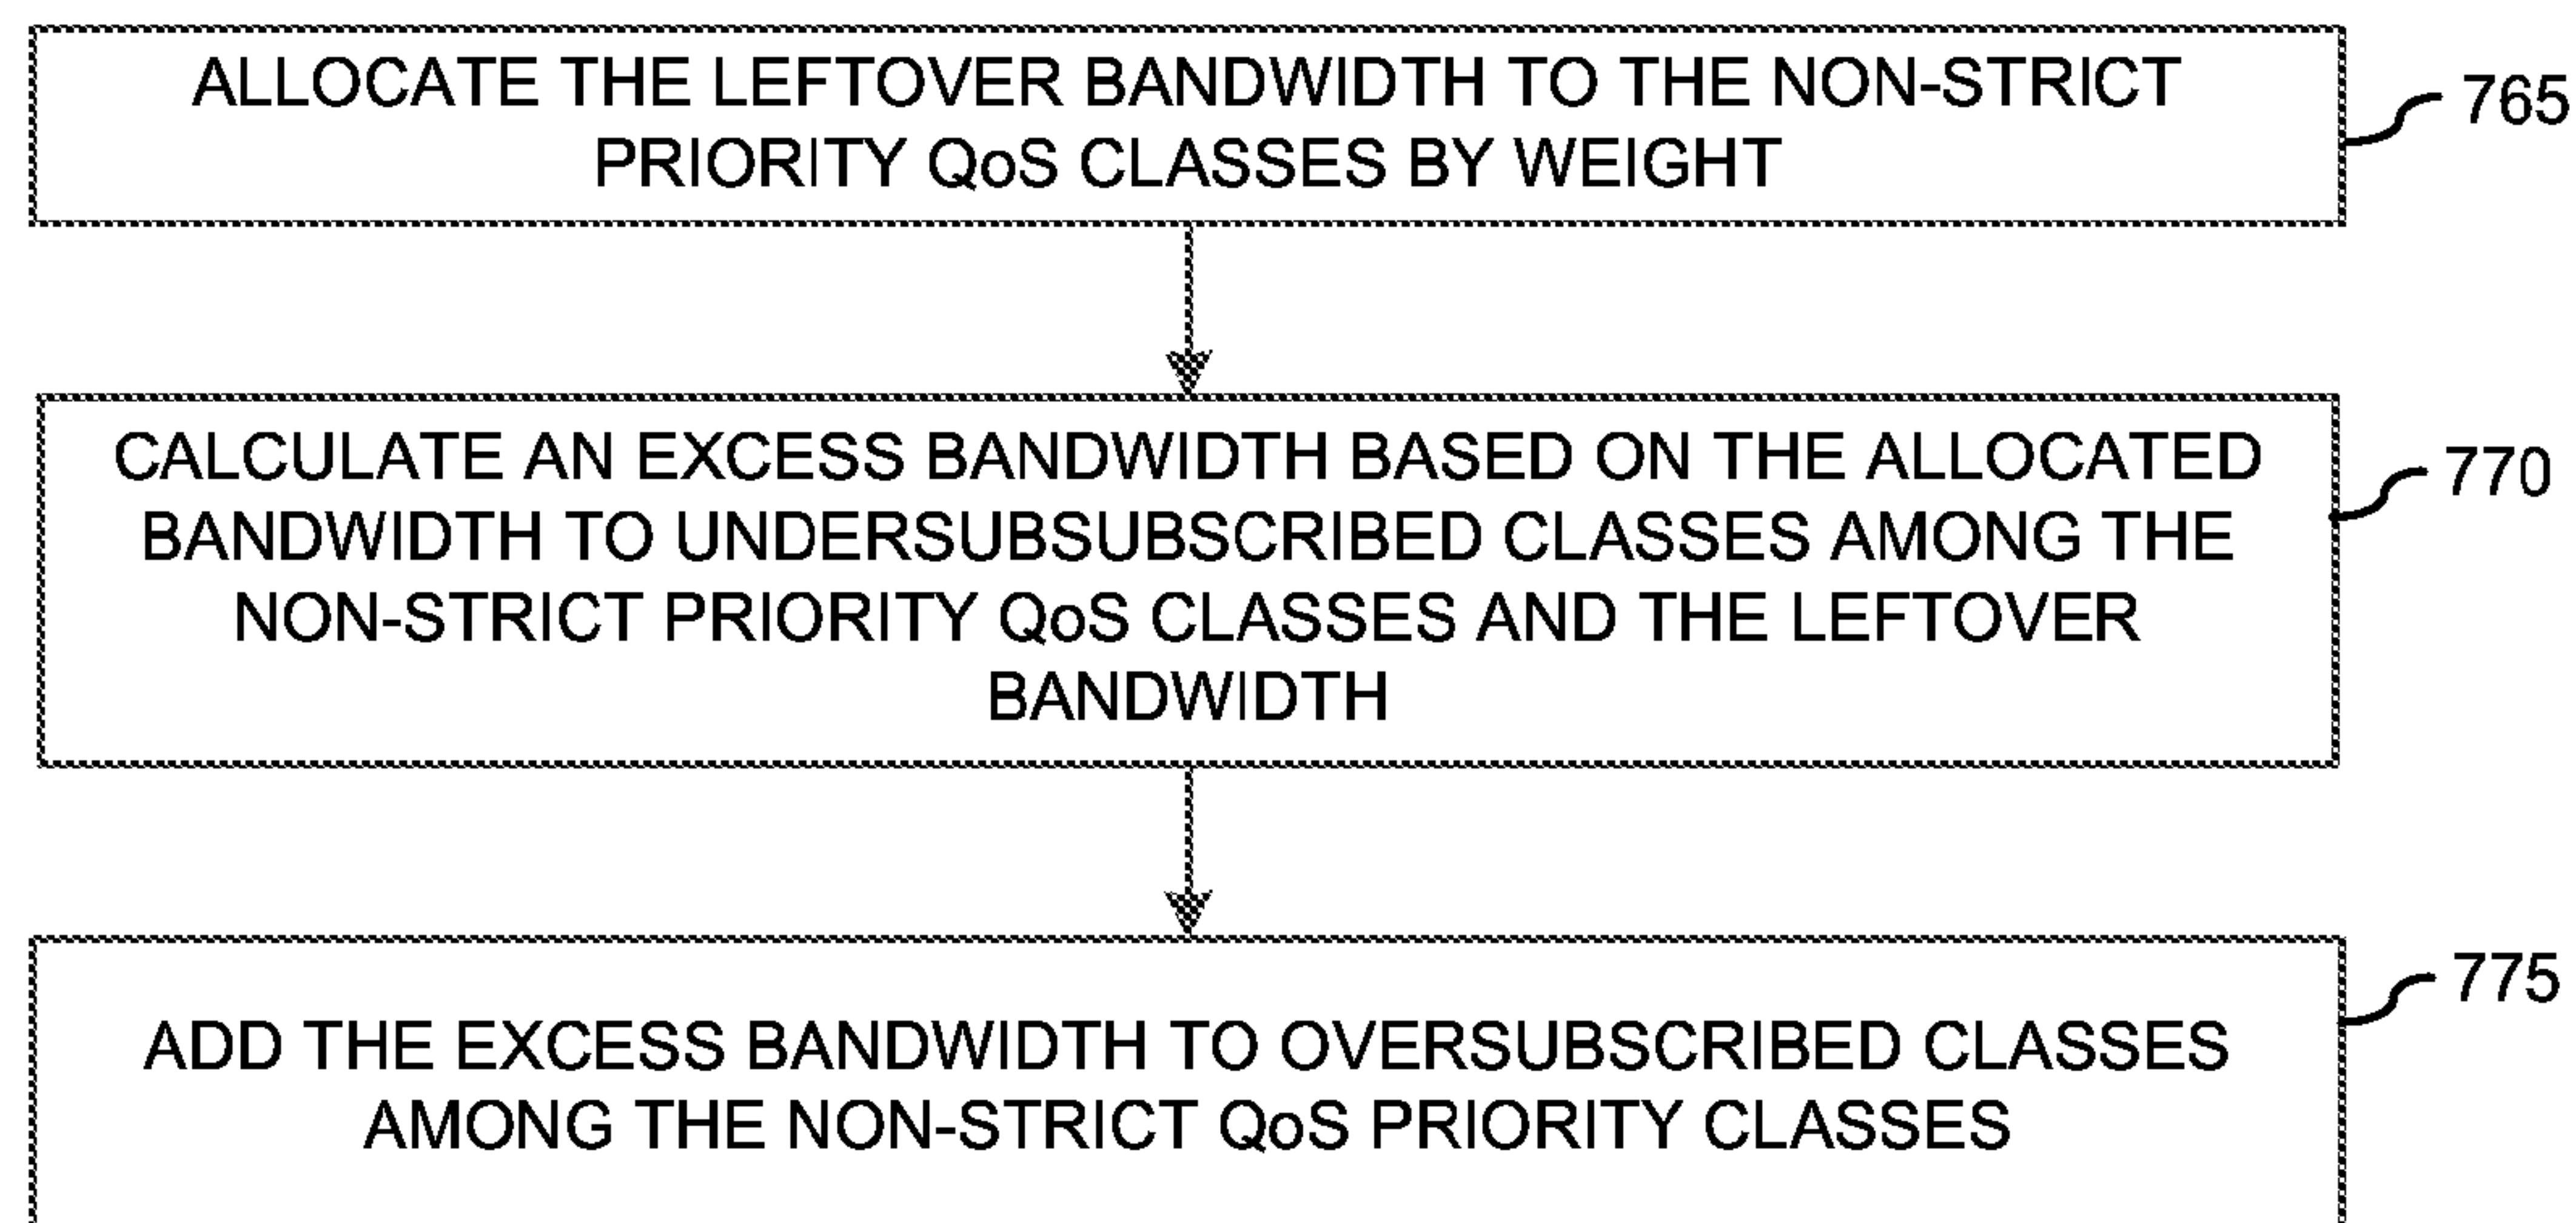 ALLOCATE THE LEFTOVER BANDWIDTH TO THE NON-STRICT
PRIORITY QoS CLASSES BY WEIGHT
765
CALCULATE AN EXCESS BANDWIDTH BASED ON THE ALLOCATED
BANDWIDTH TO UNDERSUBSUBSCRIBED CLASSES AMONG THE
NON-STRICT PRIORITY QoS CLASSES AND THE LEFTOVER
BANDWIDTH
770
ADD THE EXCESS BANDWIDTH TO OVERSUBSCRIBED CLASSES
AMONG THE NON-STRICT QoS PRIORITY CLASSES
775